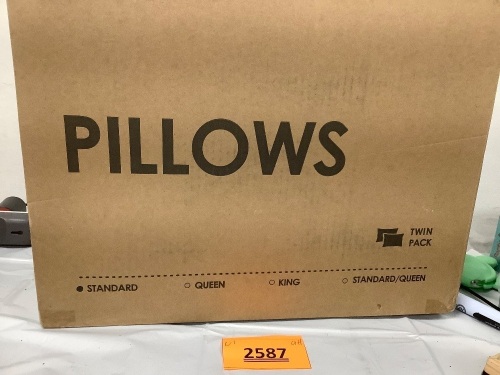 PILLOWS
TWIN
PACK
STANDARD
QUEEN
KING
STANDARD/QUEEN
2587